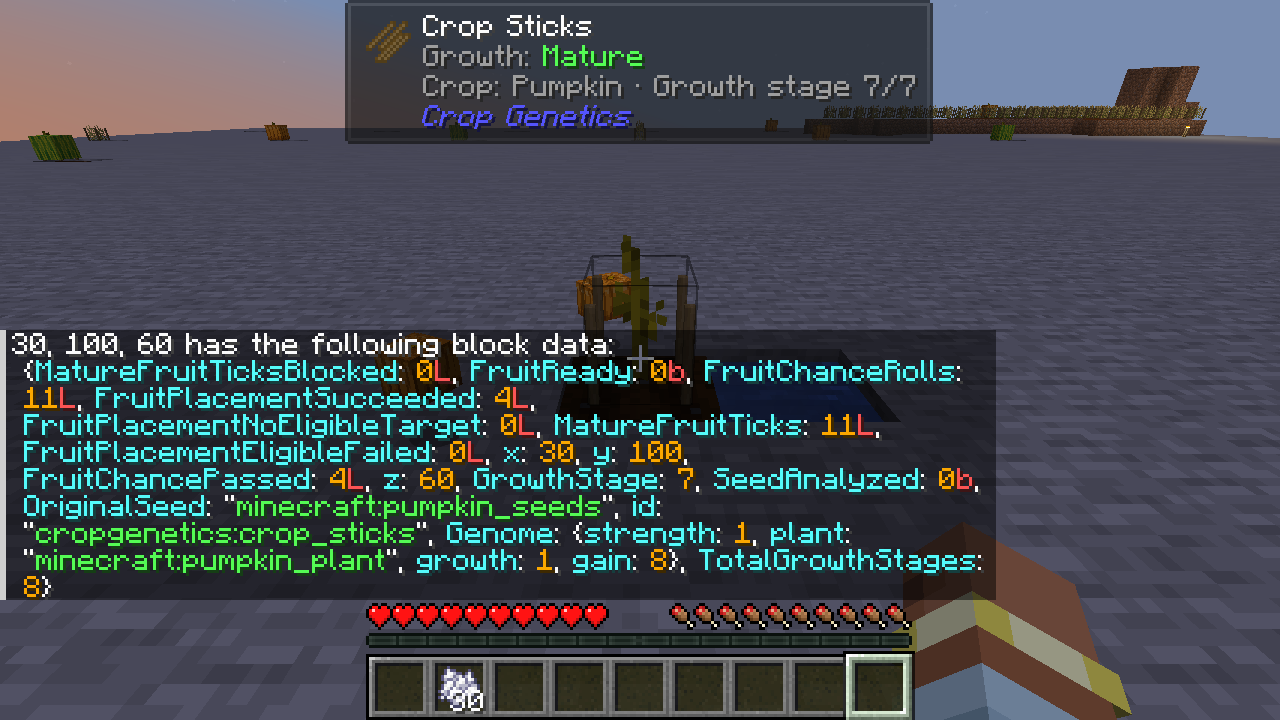 Crop Sticks
Growth: Mature
Crop: Pumpkin · Growth stage 7/7
Crop Genetics
30, 100, 60 has the following block data:
{MatureFruitTicksBlocked: 0L, FruitReady: 0b, FruitChanceRolls:
11L, FruitPlacementSucceeded: 4L,
FruitPlacementNoEligibleTarget: 0L, MatureFruitTicks: 11L,
FruitPlacementEligibleFailed: 0L, x: 30, y: 100,
FruitChancePassed: 4L, z: 60, GrowthStage: 7, SeedAnalyzed: 0b,
OriginalSeed: "minecraft:pumpkin_seeds", id:
"cropgenetics:crop_sticks", Genome: {strength: 1, plant:
"minecraft:pumpkin_plant", growth: 1, gain: 8}, TotalGrowthStages:
8}